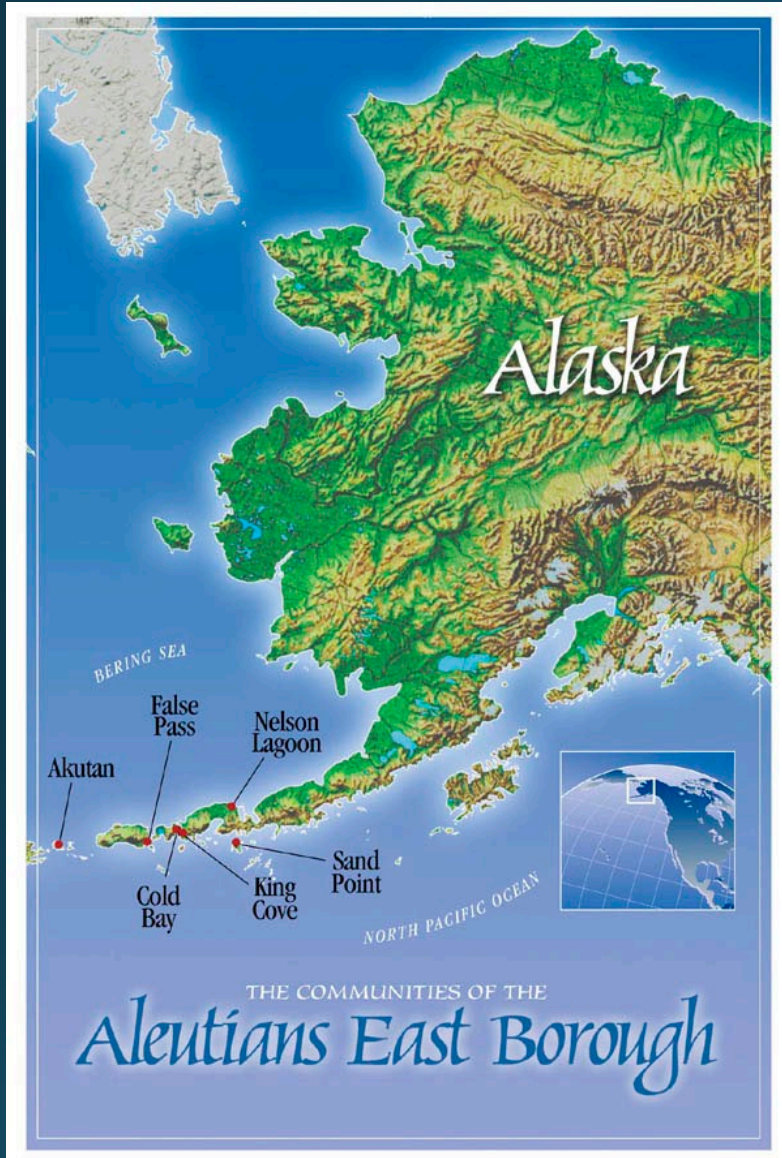 Alaska
BERING SEA
False
Pass
Nelson
Lagoon
Akutan
Cold
Bay
King
Cove
Sand
Point
NORTH PACIFIC OCEAN
THE COMMUNITIES OF THE
Aleutians East Borough